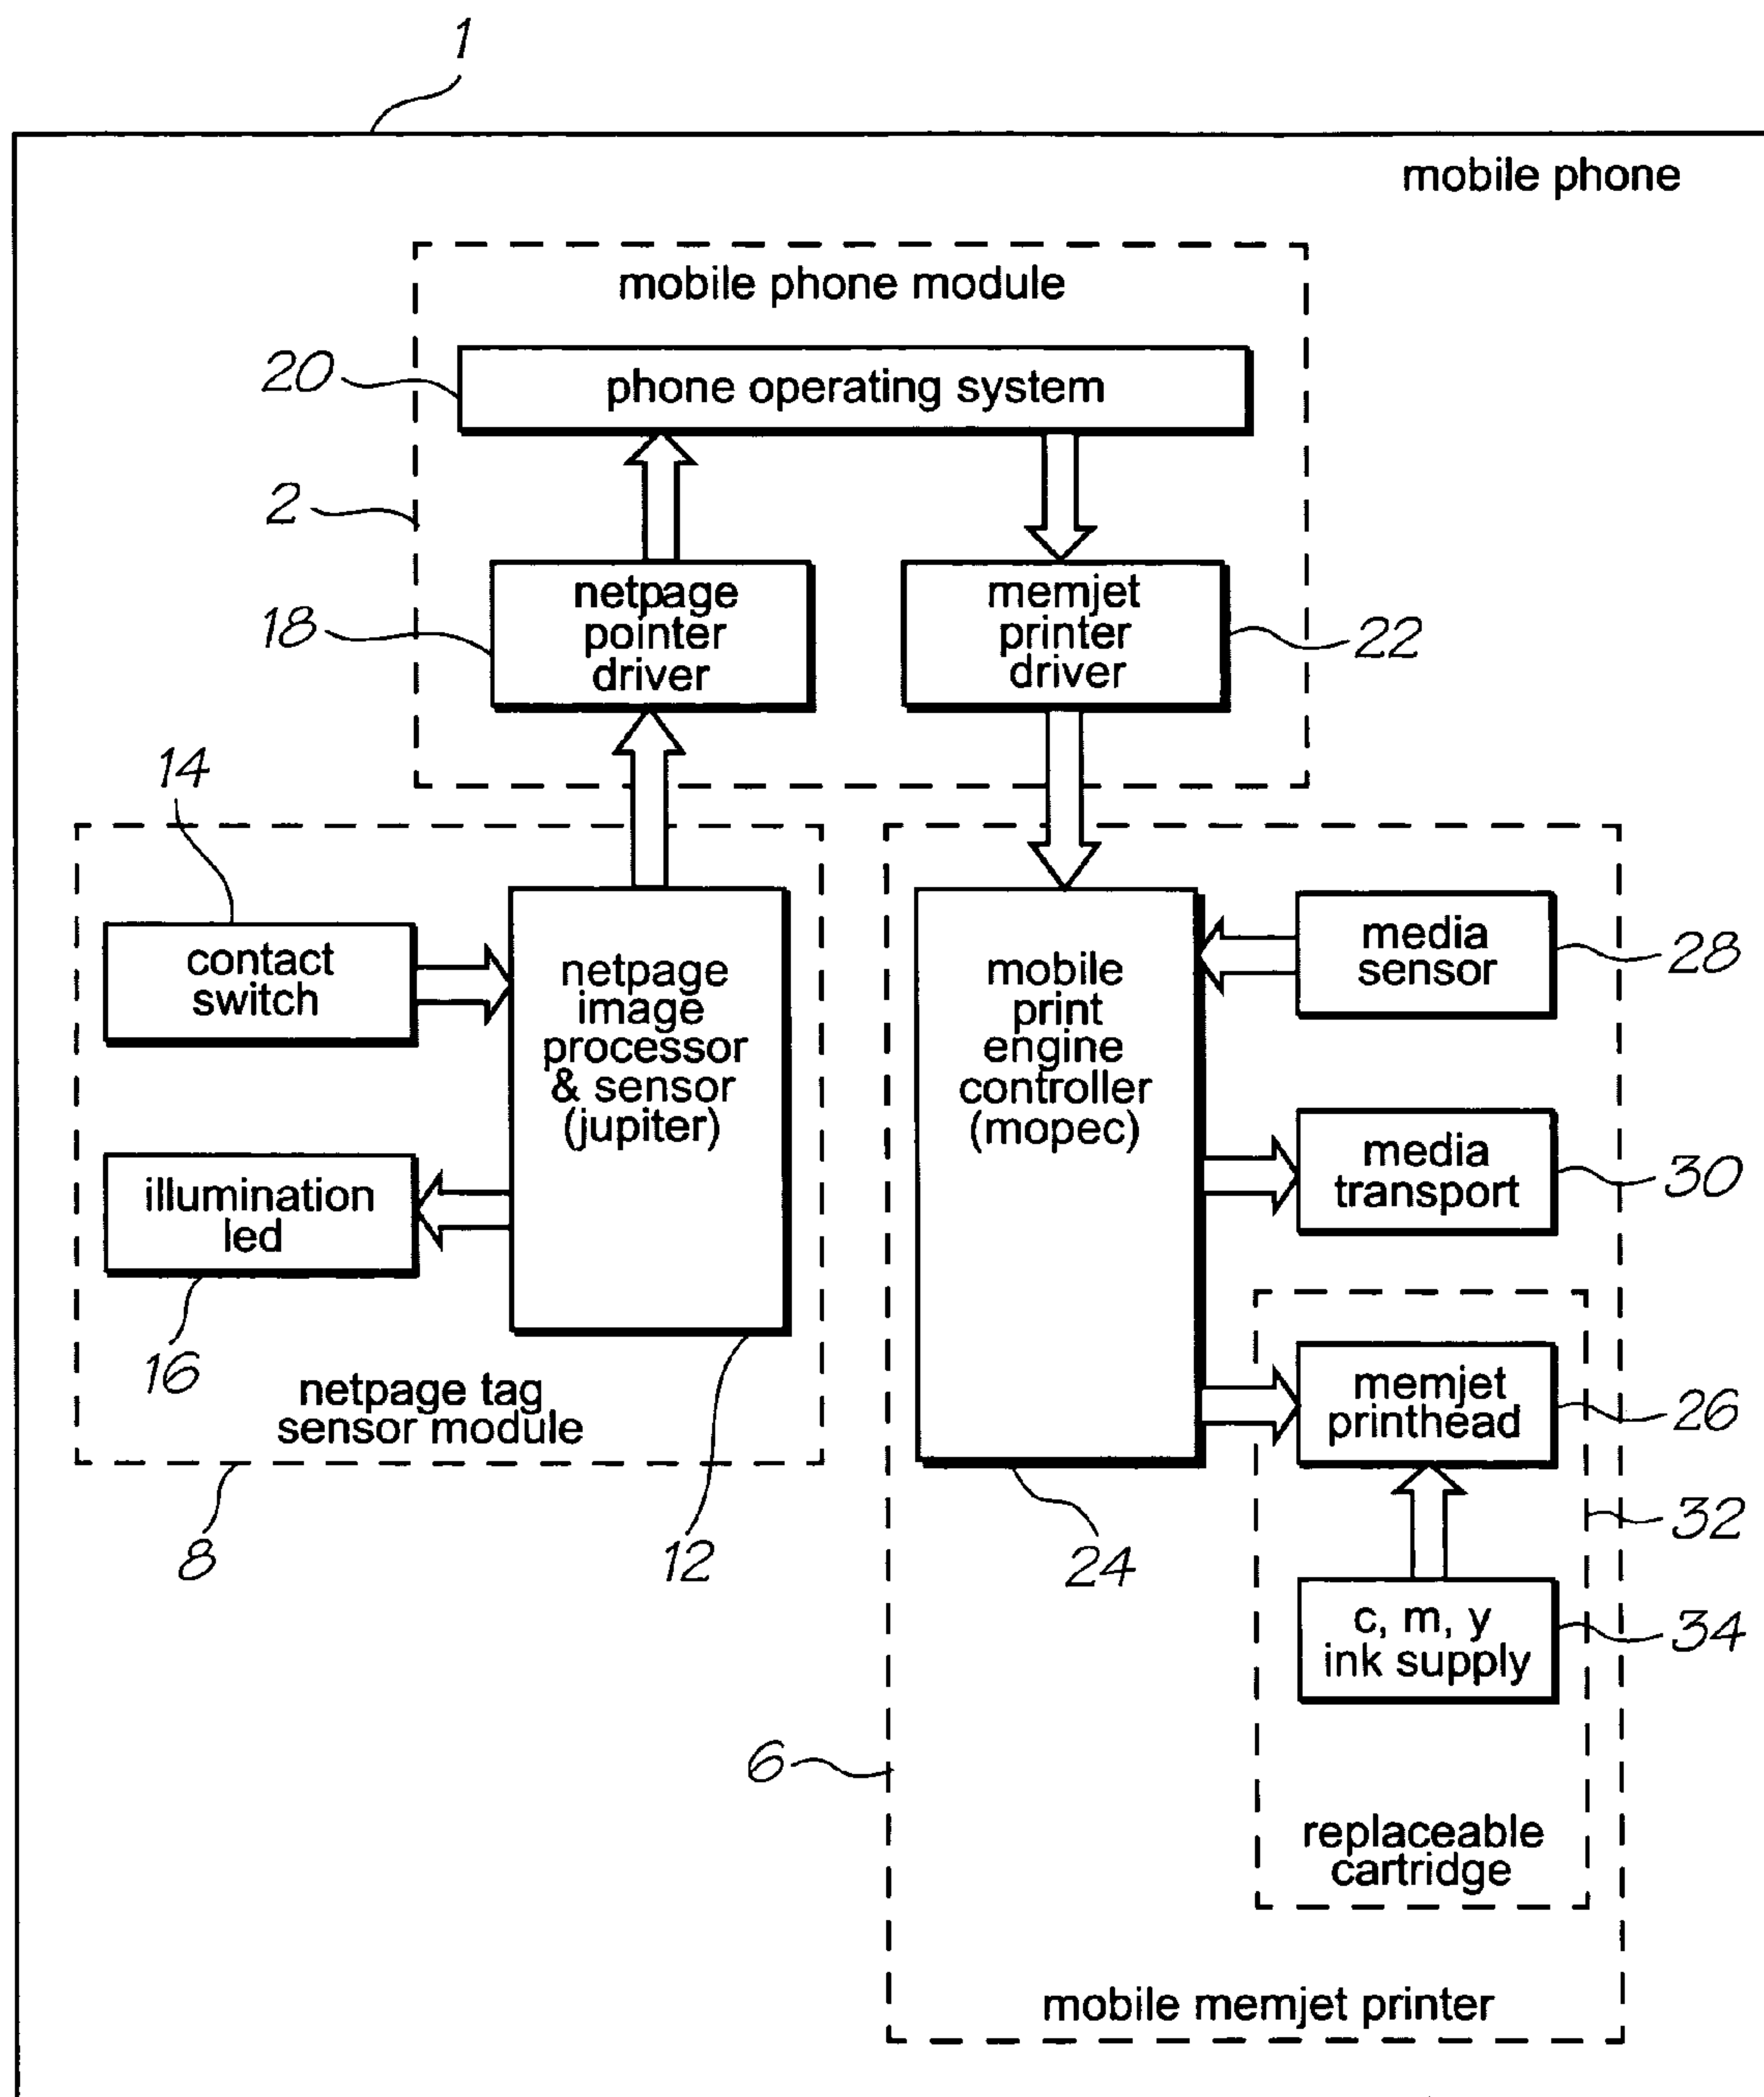 1
mobile phone
mobile phone module
20
phone operating system
2
18
netpage
pointer
driver
memjet
printer
driver
22
14
contact
switch
netpage
image
processor
& sensor
(jupiter)
illumination
led
16
netpage tag
sensor module
8
12
mobile
print
engine
controller
(mopec)
24
media
sensor
28
media
transport
30
memjet
printhead
26
32
c, m, y
ink supply
34
6
replaceable
cartridge
mobile memjet printer